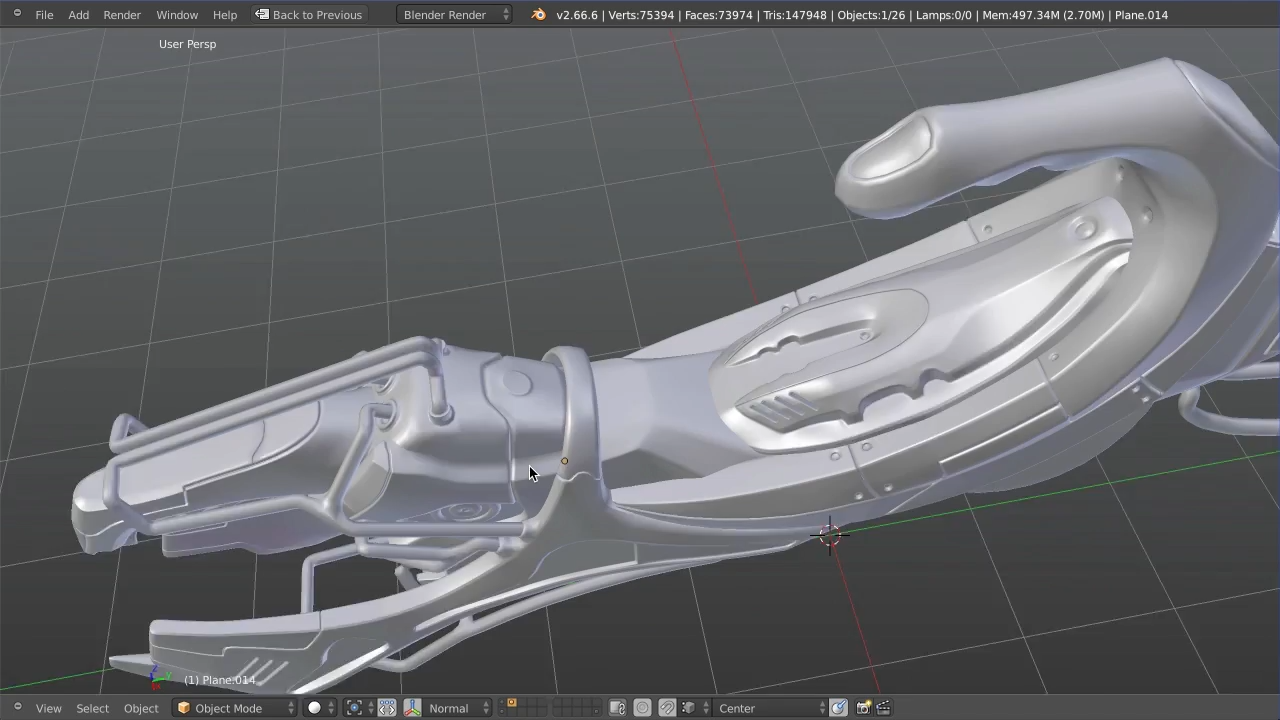 File Add Render Window Help Back to Previous Blender Render v2.66.6 | Verts:75394 | Faces:73974 | Tris:147948 | Objects:1/26 | Lamps:0/0 | Mem:497.34M (2.70M) | Plane.014
User Persp
(1) Plane.014
View Select Object Object Mode Normal Center